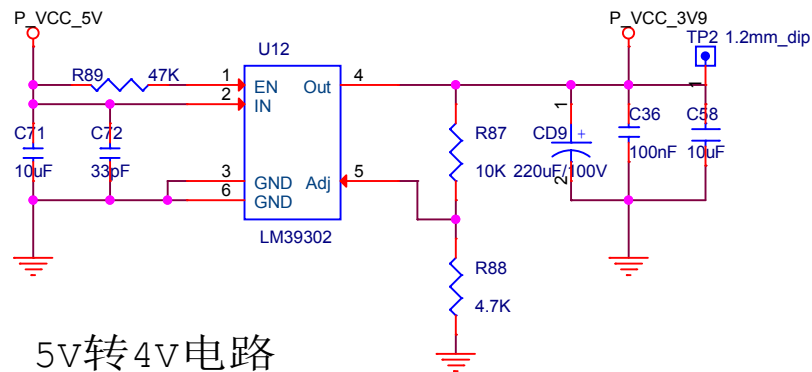 P_VCC_5V
P_VCC_3V9
TP2 1.2mm_dip
U12
R89 47K
1 EN Out 4
2 IN
1
1
C71
10uF
C72
33pF
R87
10K
CD9 +
220uF/100V
2
C36
100nF
C58
10uF
3 GND Adj 5
6 GND
LM39302
R88
4.7K
5V转4V电路